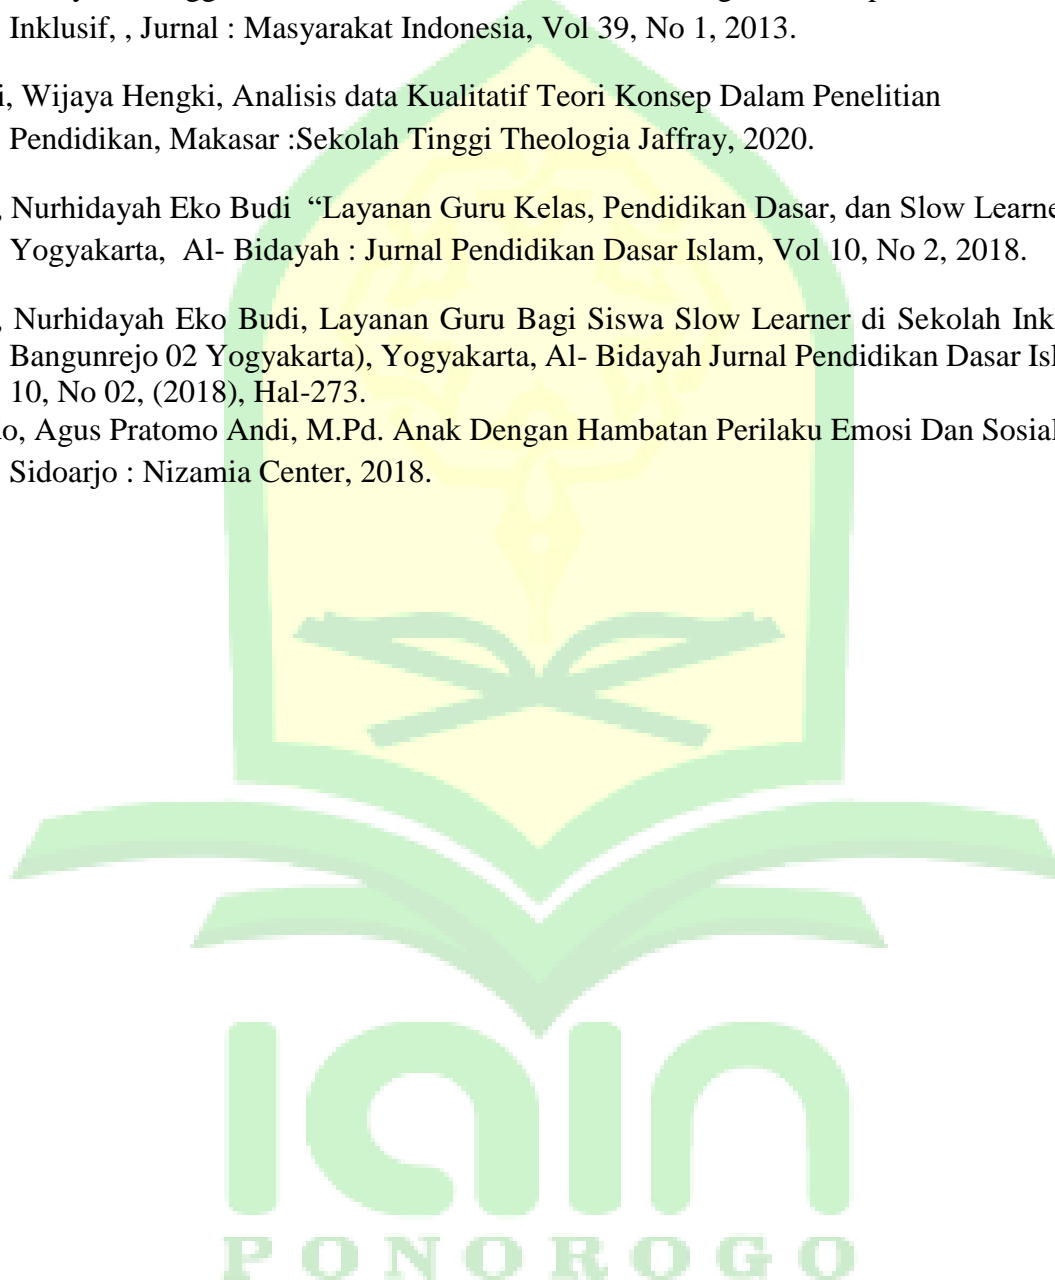 Inklusif, , Jurnal : Masyarakat Indonesia, Vol 39, No 1, 2013.
i, Wijaya Hengki, Analisis data Kualitatif Teori Konsep Dalam Penelitian
Pendidikan, Makasar :Sekolah Tinggi Theologia Jaffray, 2020.
, Nurhidayah Eko Budi “Layanan Guru Kelas, Pendidikan Dasar, dan Slow Learne
Yogyakarta, Al- Bidayah : Jurnal Pendidikan Dasar Islam, Vol 10, No 2, 2018.
, Nurhidayah Eko Budi, Layanan Guru Bagi Siswa Slow Learner di Sekolah Ink
Bangunrejo 02 Yogyakarta), Yogyakarta, Al- Bidayah Jurnal Pendidikan Dasar Isl
10, No 02, (2018), Hal-273.
o, Agus Pratomo Andi, M.Pd. Anak Dengan Hambatan Perilaku Emosi Dan Sosial
Sidoarjo : Nizamia Center, 2018.
iain
PONOROGO